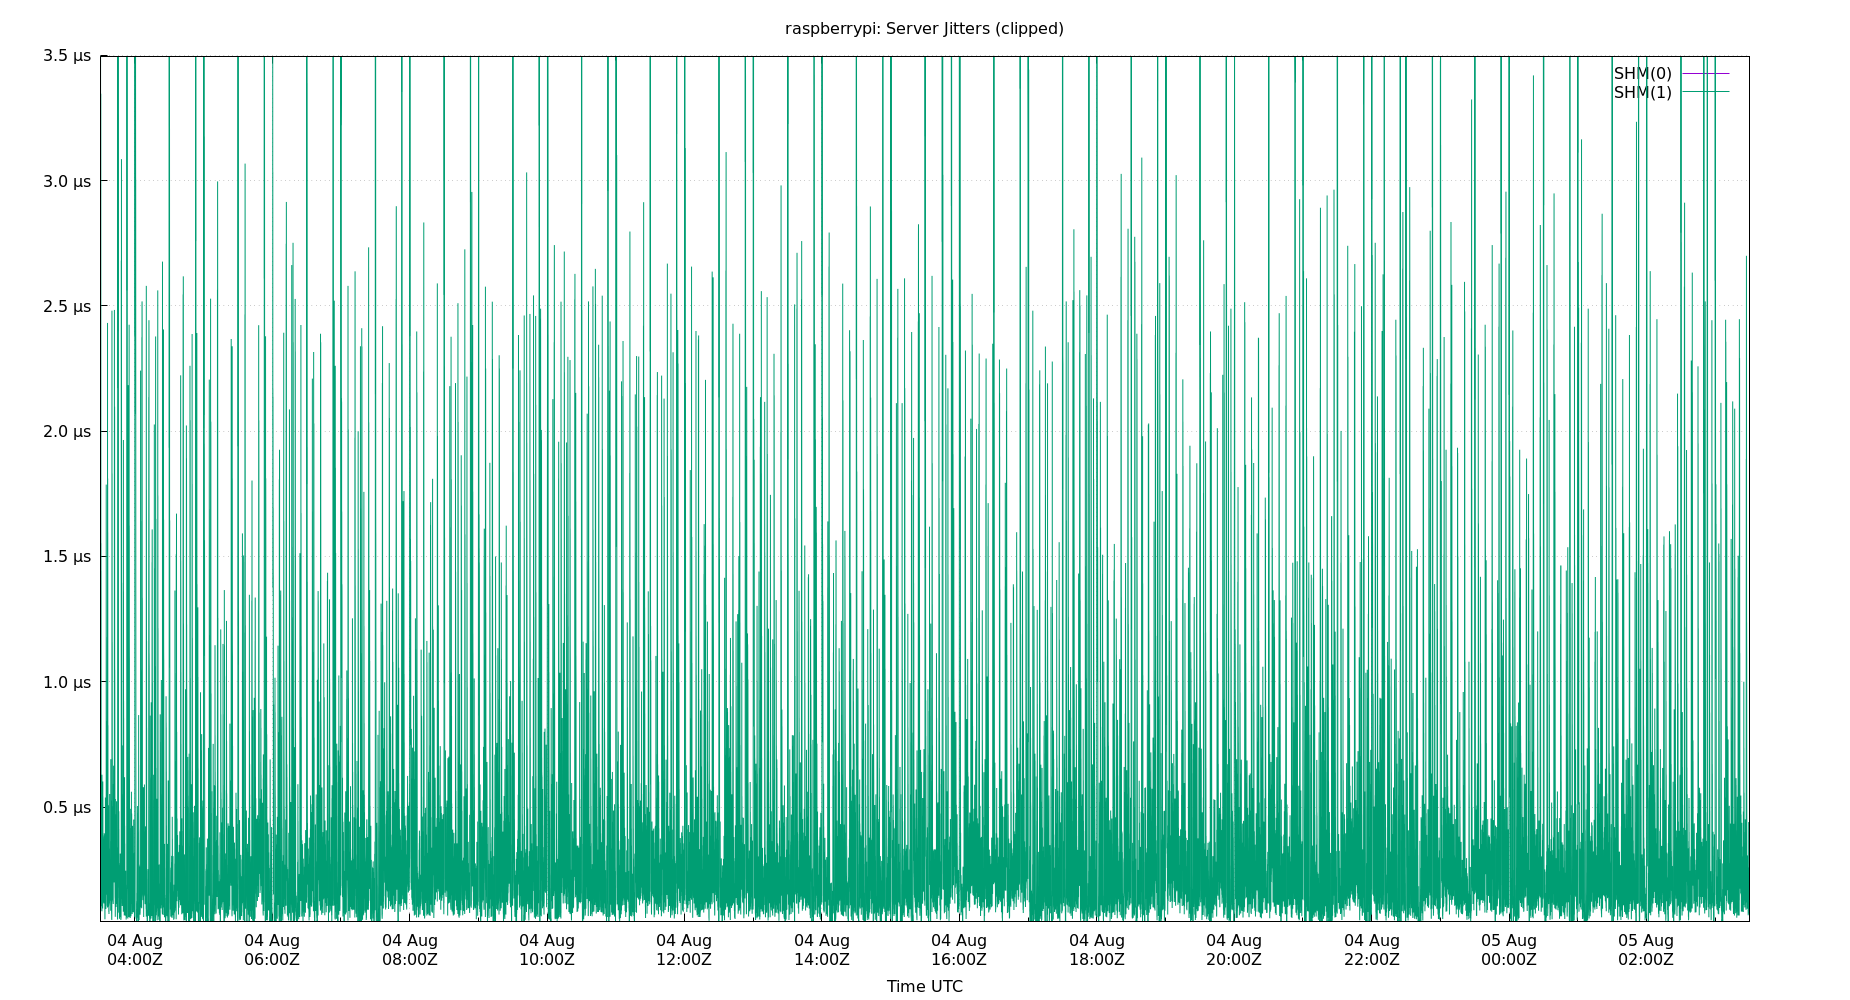 raspberrypi: Server Jitters (clipped)
3.5 µs
3.0 µs
2.5 µs
2.0 µs
1.5 µs
1.0 µs
0.5 µs
SHM(0)
SHM(1)
04 Aug 04 Aug 04 Aug 04 Aug 04 Aug 04 Aug 04 Aug 04 Aug 04 Aug 04 Aug 05 Aug 05 Aug
04:00Z 06:00Z 08:00Z 10:00Z 12:00Z 14:00Z 16:00Z 18:00Z 20:00Z 22:00Z 00:00Z 02:00Z
Time UTC